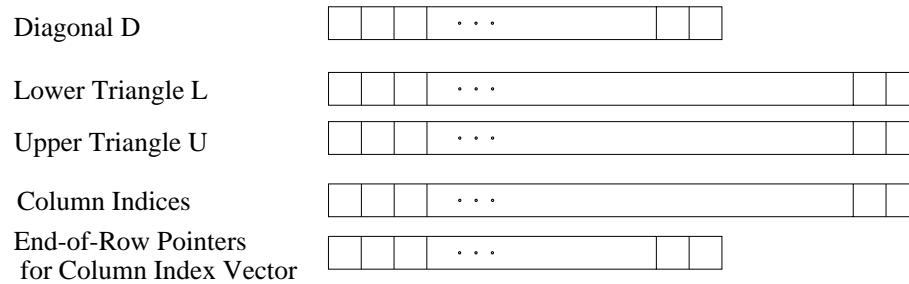 Diagonal D
Lower Triangle L
Upper Triangle U
Column Indices
End-of-Row Pointers
for Column Index Vector